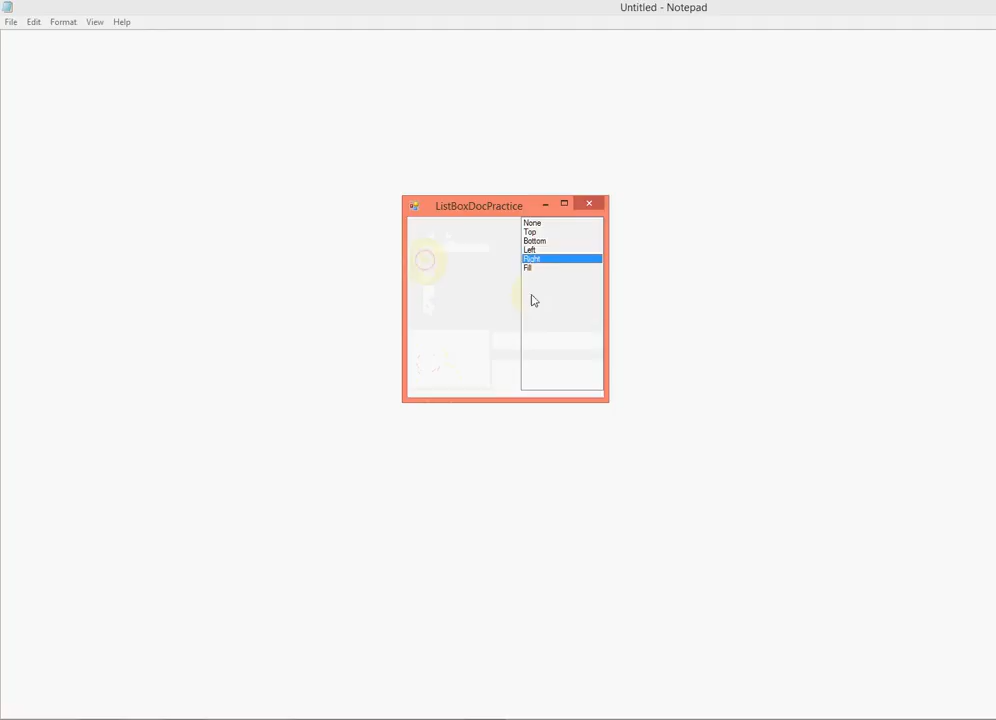 Untitled - Notepad
File Edit Format View Help
ListBoxDocPractice
None
Top
Bottom
Left
Right
Fill